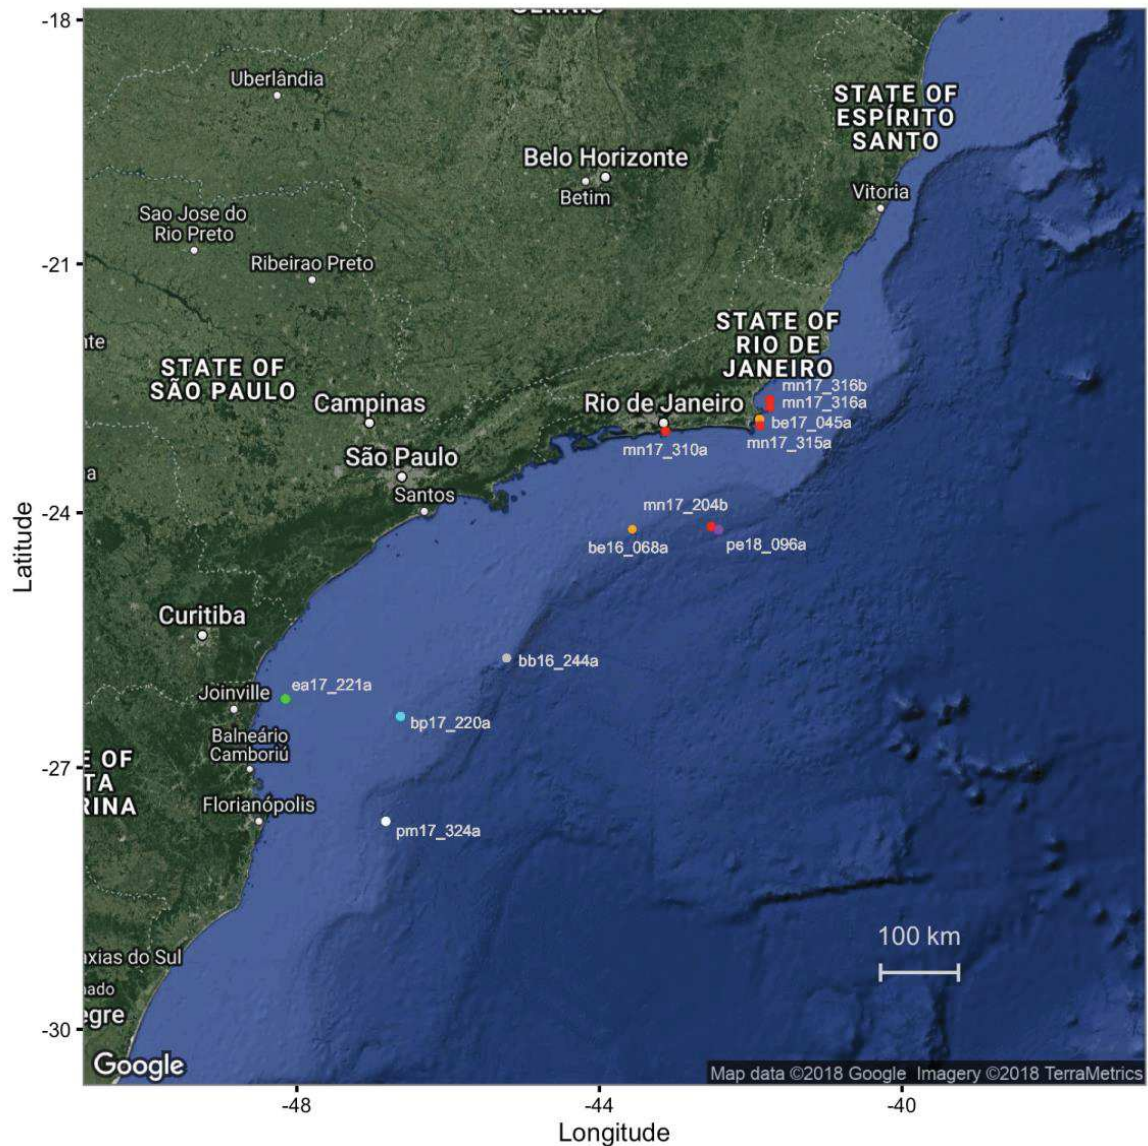 GERAIS
-18
Uberlândia
STATE OF
ESPÍRITO
SANTO
Belo Horizonte
Betim
Vitoria
Sao Jose do
Rio Preto
Ribeirao Preto
-21
STATE OF
RIO DE
JANEIRO
nte
STATE OF
SÃO PAULO
Campinas
Rio de Janeiro
mn17_316b
mn17_316a
be17_045a
mn17_315a
mn17_310a
São Paulo
a
Santos
-24
mn17_204b
be16_068a
pe18_096a
Latitude
Curitiba
bb16_244a
Joinville
ea17_221a
bp17_220a
Balneário
Camboriú
-27
E OF
TA
RINA
Florianópolis
pm17_324a
100 km
axias do Sul
nado
egre
-30
Google
Map data ©2018 Google Imagery ©2018 TerraMetrics
-48
-44
-40
Longitude